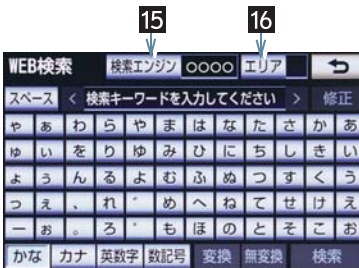 15 16
WEB検索 検索エンジン ○○○○ エリア
スペース < 検索キーワードを入力してください > 修正
ゃ ぁ わ ら や ま は な た さ か あ
ゅ ぃ を り ゆ み ひ に ち し き い
ょ ぅ ん る よ む ふ ぬ つ す く う
っ ぇ 、 れ ゛ め へ ね て せ け え
ー ぉ 。 ろ ゜ も ほ の と そ こ お
かな カナ 英数字 数記号 変換 無変換 検索